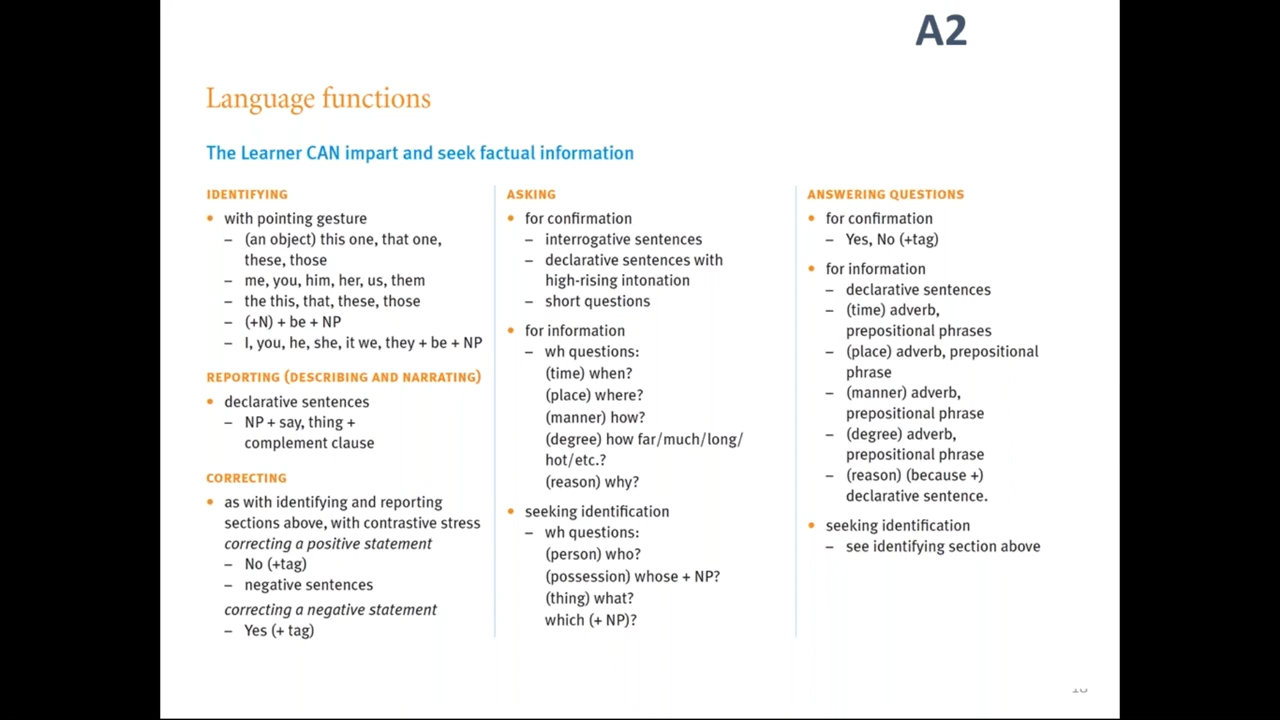 A2
Language functions
The Learner CAN impart and seek factual information
IDENTIFYING
• with pointing gesture
– (an object) this one, that one,
these, those
– me, you, him, her, us, them
– the this, that, these, those
– (+N) + be + NP
– I, you, he, she, it we, they + be + NP
REPORTING (DESCRIBING AND NARRATING)
• declarative sentences
– NP + say, thing +
complement clause
CORRECTING
• as with identifying and reporting
sections above, with contrastive stress
correcting a positive statement
– No (+tag)
– negative sentences
correcting a negative statement
– Yes (+ tag)
ASKING
• for confirmation
– interrogative sentences
– declarative sentences with
high-rising intonation
– short questions
• for information
– wh questions:
(time) when?
(place) where?
(manner) how?
(degree) how far/much/long/
hot/etc.?
(reason) why?
• seeking identification
– wh questions:
(person) who?
(possession) whose + NP?
(thing) what?
which (+ NP)?
ANSWERING QUESTIONS
• for confirmation
– Yes, No (+tag)
• for information
– declarative sentences
– (time) adverb,
prepositional phrases
– (place) adverb, prepositional
phrase
– (manner) adverb,
prepositional phrase
– (degree) adverb,
prepositional phrase
– (reason) (because +)
declarative sentence.
• seeking identification
– see identifying section above